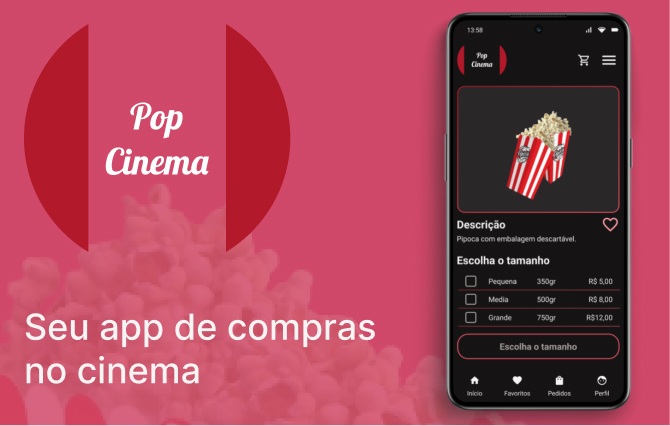 Pop
Cinema
Seu app de compras
no cinema
13:58
Pop
Cinema
Descrição
Pipoca com embalagem descartável.
Escolha o tamanho
Pequena 350gr R$ 5,00
Media 500gr R$ 8,00
Grande 750gr R$12,00
Escolha o tamanho
Início Favoritos Pedidos Perfil